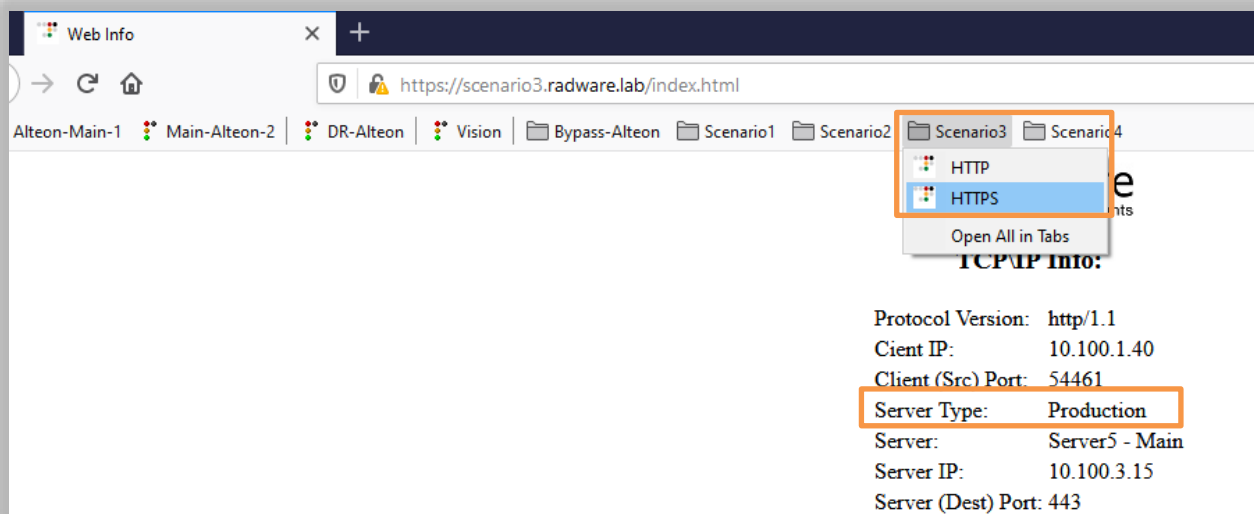 Web Info
https://scenario3.radware.lab/index.html
Alteon-Main-1 Main-Alteon-2 DR-Alteon Vision Bypass-Alteon Scenario1 Scenario2 Scenario3 Scenario4
HTTP
HTTPS
Open All in Tabs
TCP\IP Info:
Protocol Version: http/1.1
Cient IP: 10.100.1.40
Client (Src) Port: 54461
Server Type: Production
Server: Server5 - Main
Server IP: 10.100.3.15
Server (Dest) Port: 443